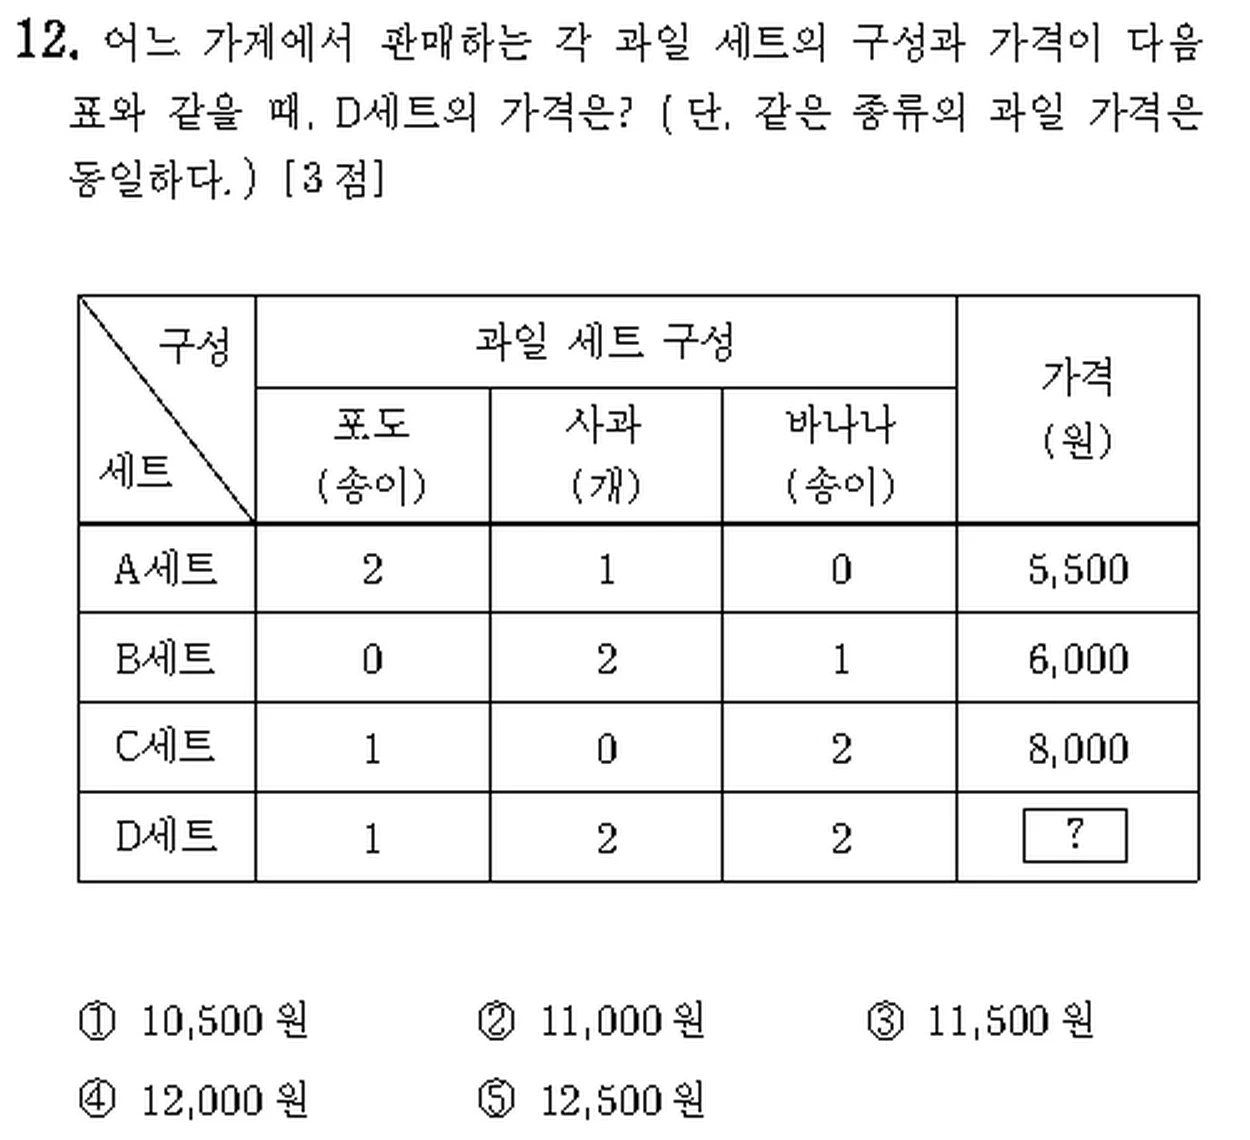 12. 어느 가게에서 판매하는 각 과일 세트의 구성과 가격이 다음
표와 같을 때, D세트의 가격은? (단, 같은 종류의 과일 가격은
동일하다.) [3점]
구성 과일 세트 구성 가격
(원)
세트 포도
(송이) 사과
(개) 바나나
(송이)
A세트 2 1 0 5,500
B세트 0 2 1 6,000
C세트 1 0 2 8,000
D세트 1 2 2 ?
① 10,500원 ② 11,000원 ③ 11,500원
④ 12,000원 ⑤ 12,500원